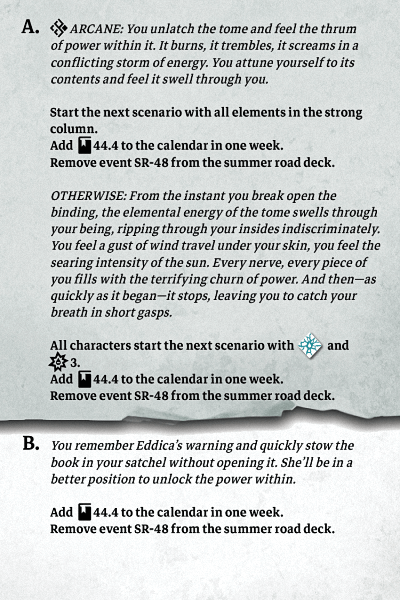 A. ARCANE: You unlatch the tome and feel the thrum
of power within it. It burns, it trembles, it screams in a
conflicting storm of energy. You attune yourself to its
contents and feel it swell through you.
Start the next scenario with all elements in the strong
column.
Add 44.4 to the calendar in one week.
Remove event SR-48 from the summer road deck.
OTHERWISE: From the instant you break open the
binding, the elemental energy of the tome swells through
your being, ripping through your insides indiscriminately.
You feel a gust of wind travel under your skin, you feel the
searing intensity of the sun. Every nerve, every piece of
you fills with the terrifying churn of power. And then—as
quickly as it began—it stops, leaving you to catch your
breath in short gasps.
All characters start the next scenario with and
3.
Add 44.4 to the calendar in one week.
Remove event SR-48 from the summer road deck.
B. You remember Eddica's warning and quickly stow the
book in your satchel without opening it. She'll be in a
better position to unlock the power within.
Add 44.4 to the calendar in one week.
Remove event SR-48 from the summer road deck.